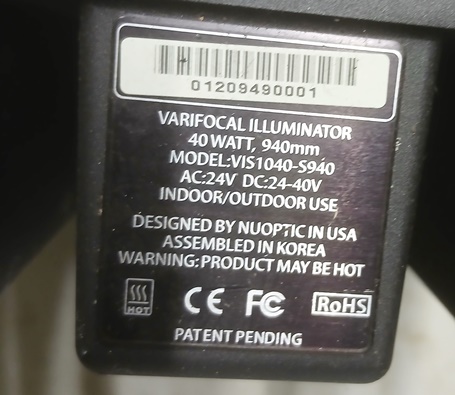 01209490001
VARIFOCAL ILLUMINATOR
40 WATT, 940mm
MODEL:VIS1040-S940
AC:24V DC:24-40V
INDOOR/OUTDOOR USE
DESIGNED BY NUOPTIC IN USA
ASSEMBLED IN KOREA
WARNING: PRODUCT MAY BE HOT
HOT CE FC RoHS
PATENT PENDING